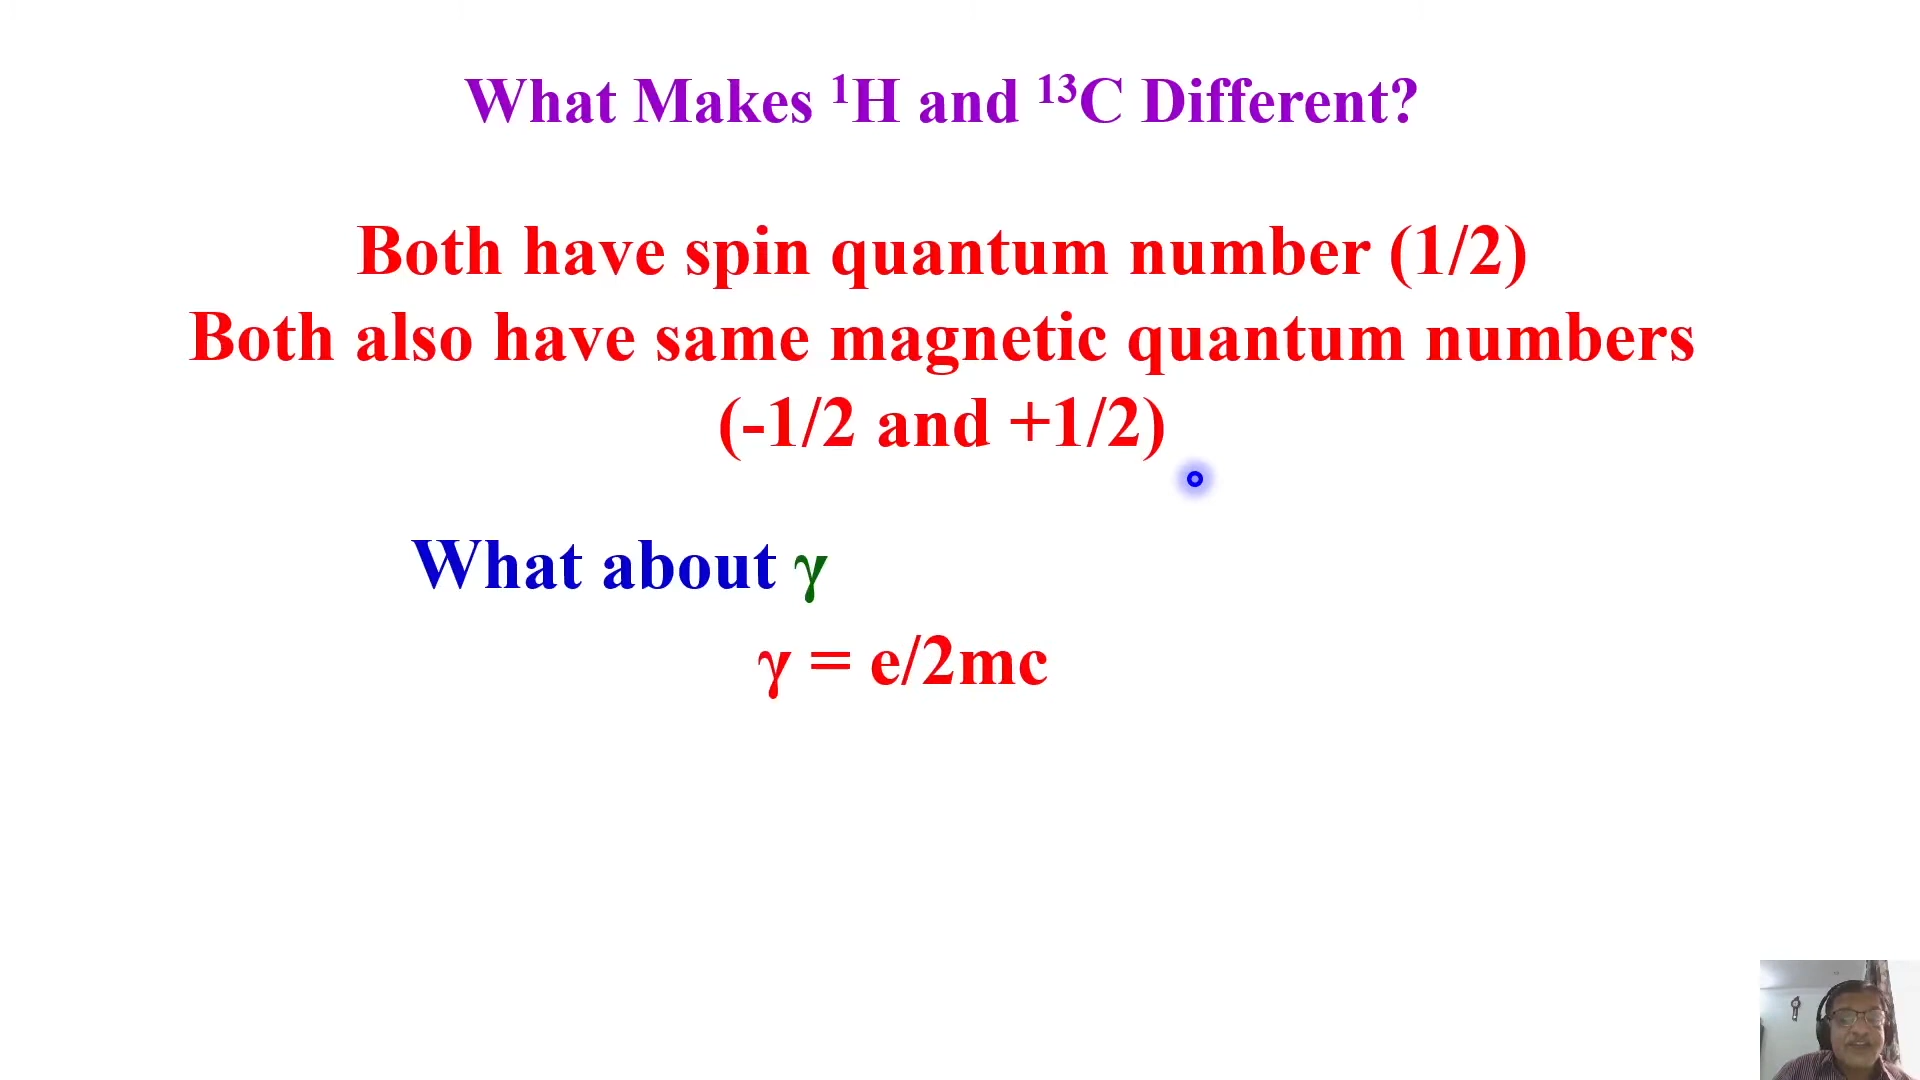 What Makes ¹H and ¹³C Different?
Both have spin quantum number (1/2)
Both also have same magnetic quantum numbers
(-1/2 and +1/2)
What about γ
γ = e/2mc